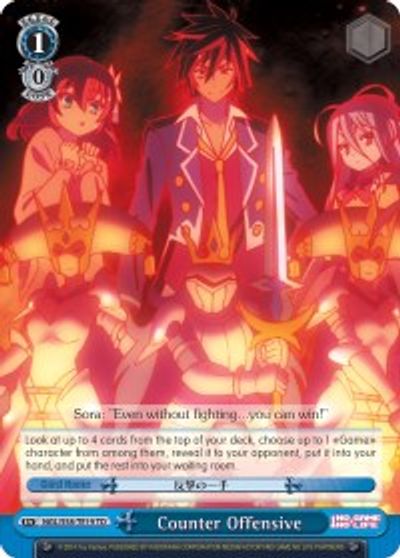 1
0
Sora: "Even without fighting...you can win!"
Look at up to 4 cards from the top of your deck, choose up to 1 «Game»
character from among them, reveal it to your opponent, put it into
your hand, and put the rest into your waiting room.
Card Name
反撃の一手
Counter Offensive
NO GAME
NO LIFE